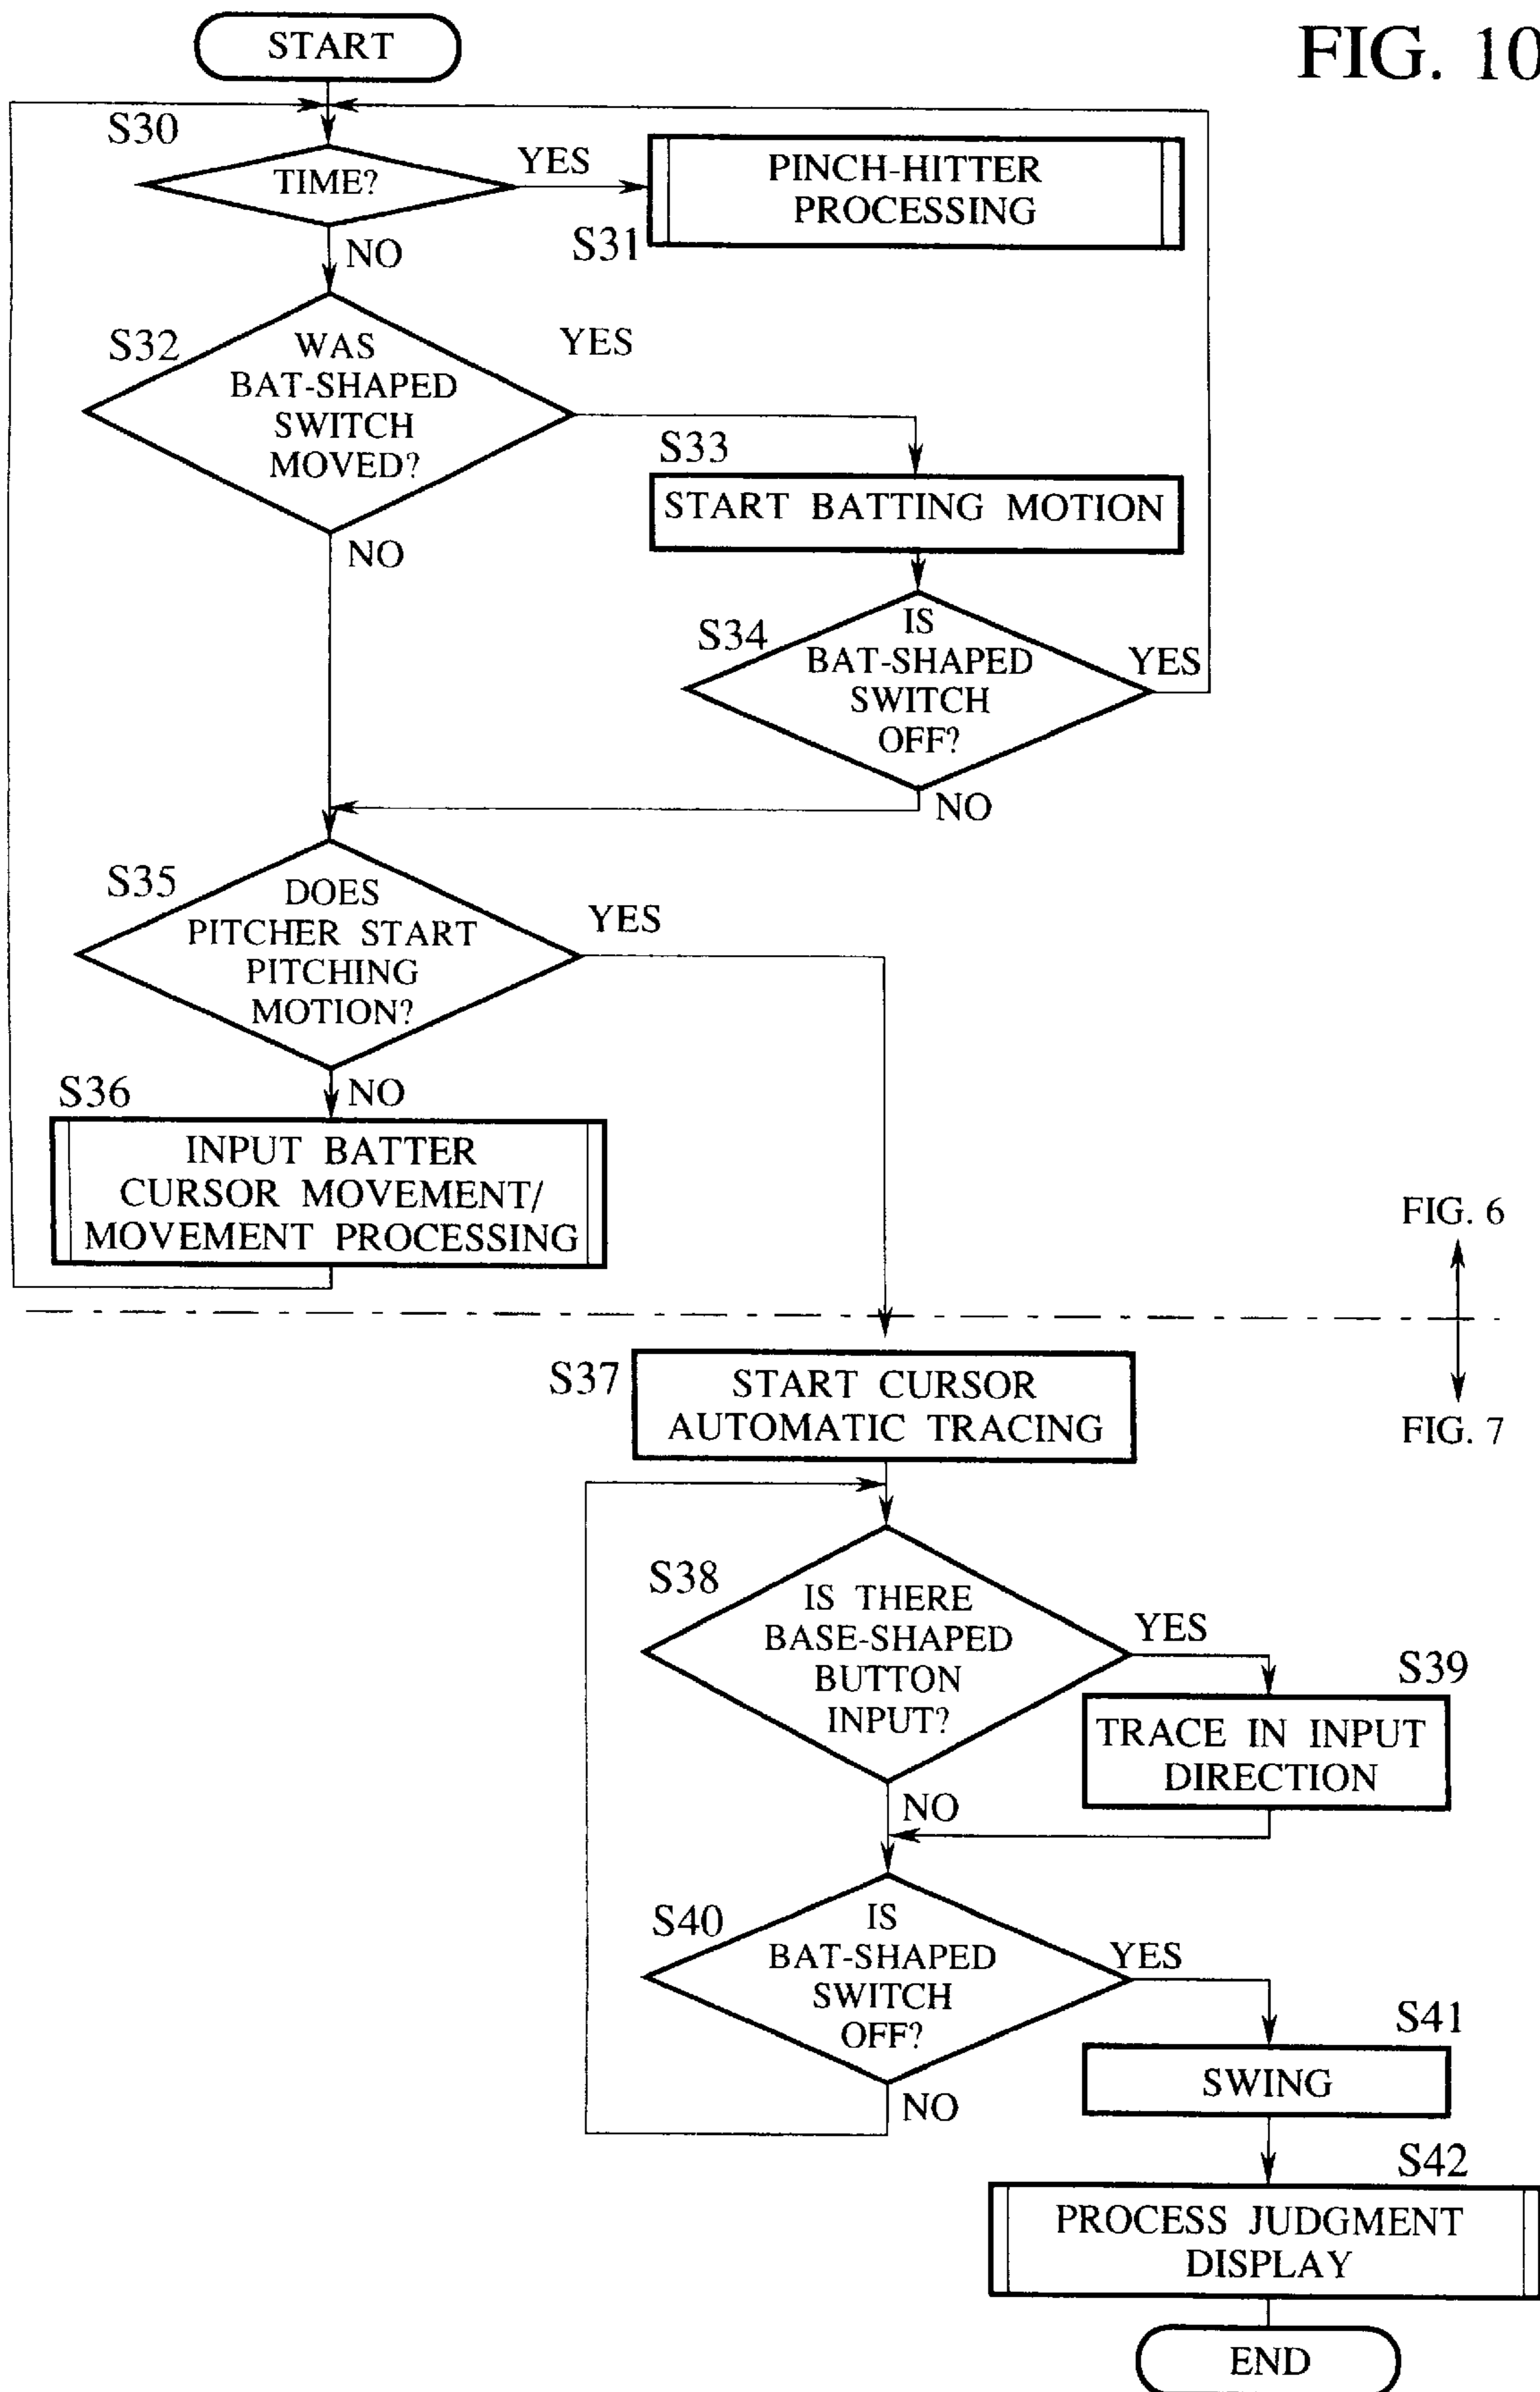 FIG. 10
START
S30
TIME?
YES
PINCH-HITTER
PROCESSING
S31
NO
S32
WAS
BAT-SHAPED
SWITCH
MOVED?
YES
S33
START BATTING MOTION
NO
S34
IS
BAT-SHAPED
SWITCH
OFF?
YES
NO
S35
DOES
PITCHER START
PITCHING
MOTION?
YES
NO
S36
INPUT BATTER
CURSOR MOVEMENT/
MOVEMENT PROCESSING
FIG. 6
FIG. 7
S37
START CURSOR
AUTOMATIC TRACING
S38
IS THERE
BASE-SHAPED
BUTTON
INPUT?
YES
S39
TRACE IN INPUT
DIRECTION
NO
S40
IS
BAT-SHAPED
SWITCH
OFF?
YES
S41
SWING
NO
S42
PROCESS JUDGMENT
DISPLAY
END